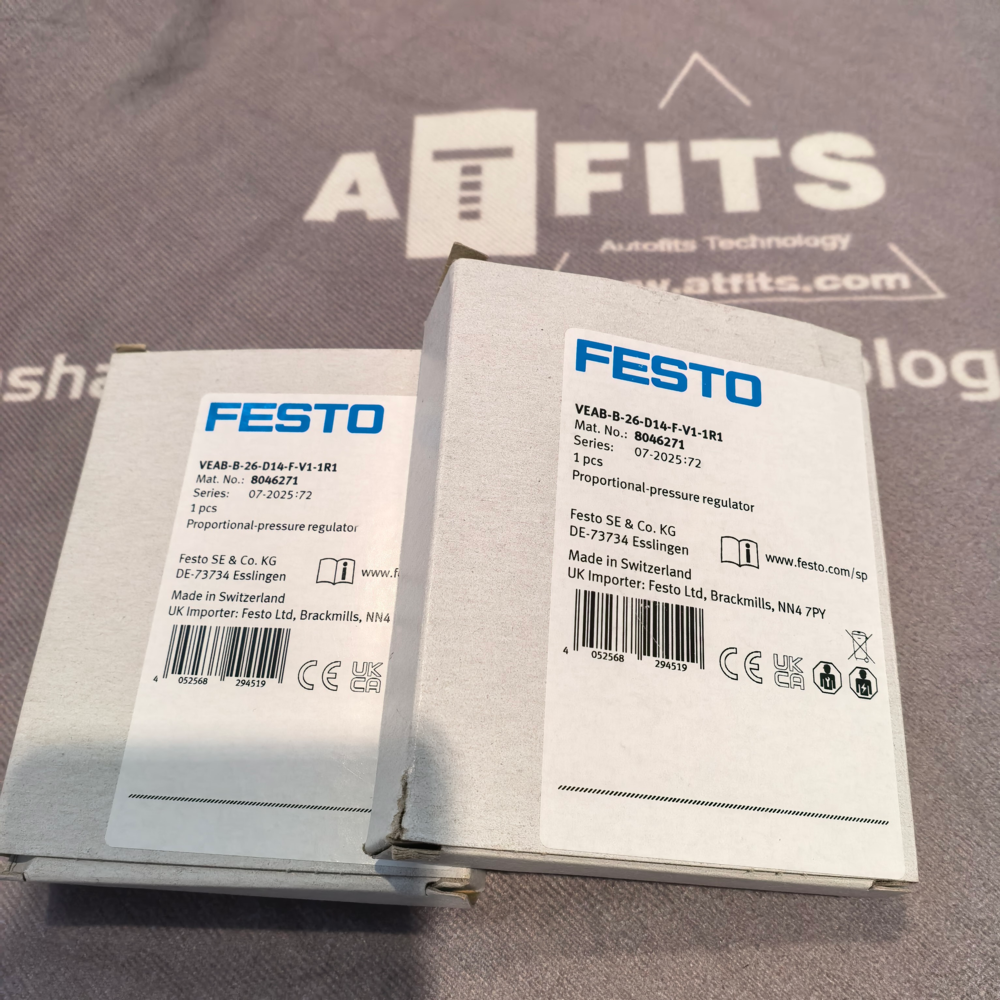 ATFITS
Autofits Technology
www.atfits.com
FESTO
VEAB-B-26-D14-F-V1-1R1
Mat. No.: 8046271
Series: 07-2025:72
1 pcs
Proportional-pressure regulator
Festo SE & Co. KG
DE-73734 Esslingen
Made in Switzerland
UK Importer: Festo Ltd, Brackmills, NN4
4 052568 294519
CE UK CA
FESTO
VEAB-B-26-D14-F-V1-1R1
Mat. No.: 8046271
Series: 07-2025:72
1 pcs
Proportional-pressure regulator
Festo SE & Co. KG
DE-73734 Esslingen
www.festo.com/sp
Made in Switzerland
UK Importer: Festo Ltd, Brackmills, NN4 7PY
4 052568 294519
CE UK CA